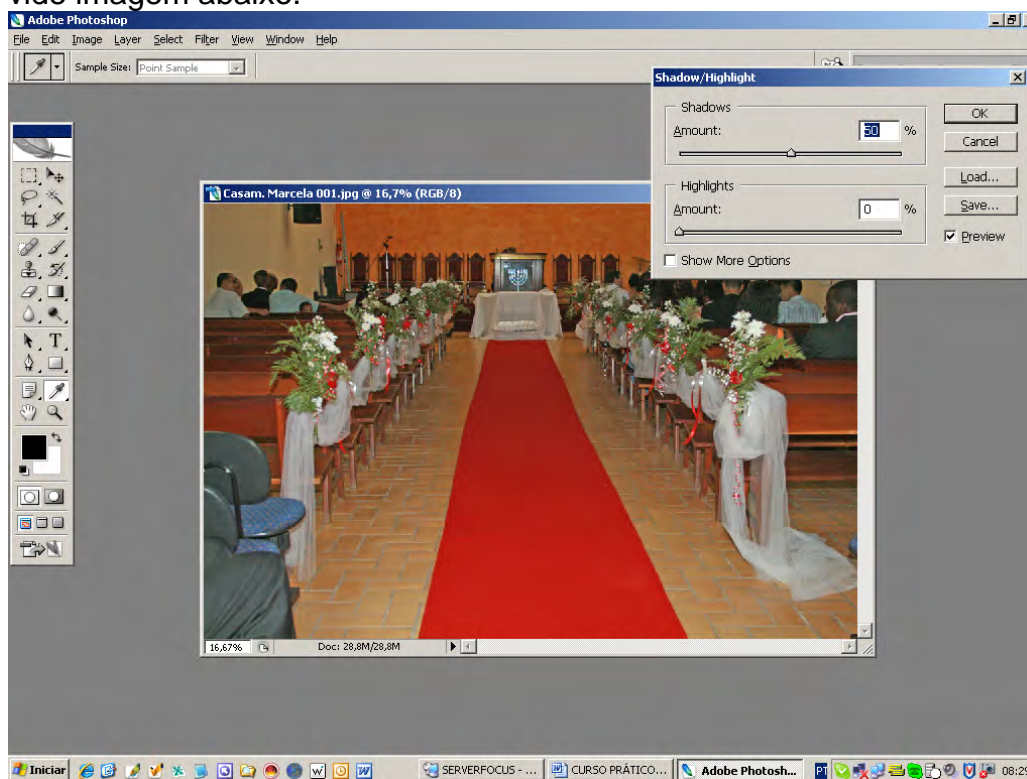 vide imagem abaixo:
Adobe Photoshop
File Edit Image Layer Select Filter View Window Help
Sample Size: Point Sample
Shadow/Highlight
Shadows
Amount: 50 %
Highlights
Amount: 0 %
Show More Options
OK
Cancel
Load...
Save...
Preview
Casam. Marcela 001.jpg @ 16,7% (RGB/8)
T
16,67% Doc: 28,8M/28,8M
Iniciar SERVERFOCUS - ... CURSO PRÁTICO... Adobe Photosh... PT